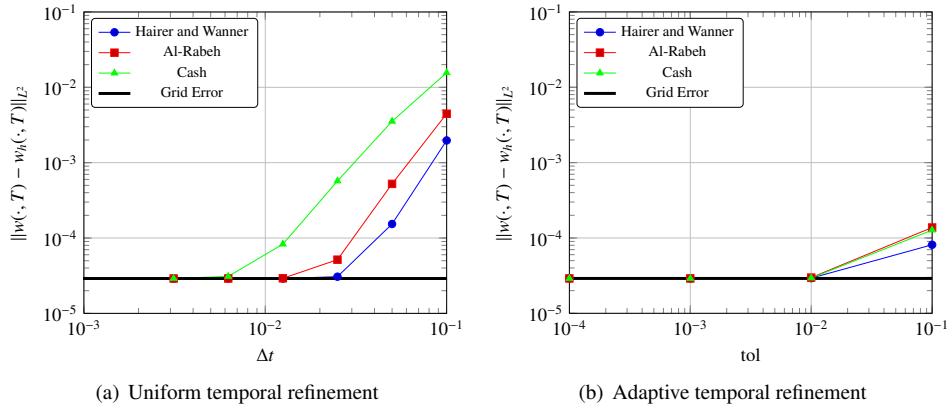 10^{-1}
10^{-2}
10^{-3}
10^{-4}
10^{-5}
||w(·, T) − w_h(·, T)||_{L^2}
Hairer and Wanner
Al-Rabeh
Cash
Grid Error
10^{-3}
10^{-2}
10^{-1}
Δt
(a) Uniform temporal refinement
10^{-1}
10^{-2}
10^{-3}
10^{-4}
10^{-5}
||w(·, T) − w_h(·, T)||_{L^2}
Hairer and Wanner
Al-Rabeh
Cash
Grid Error
10^{-4}
10^{-3}
10^{-2}
10^{-1}
tol
(b) Adaptive temporal refinement